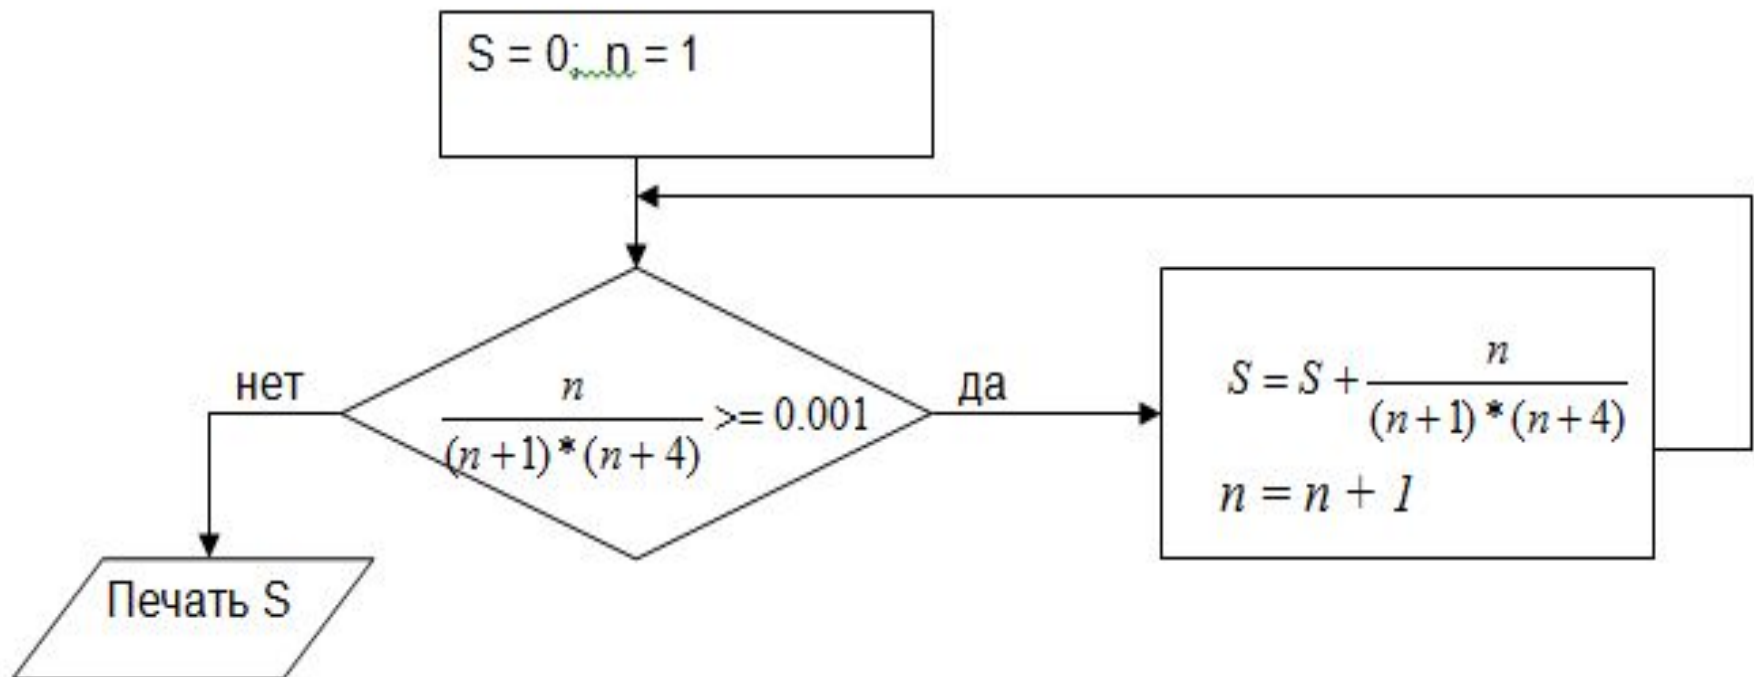 S = 0; n = 1
нет
n
(n+1)*(n+4)
>= 0.001
да
S = S +
n
(n+1)*(n+4)
n = n + 1
Печать S